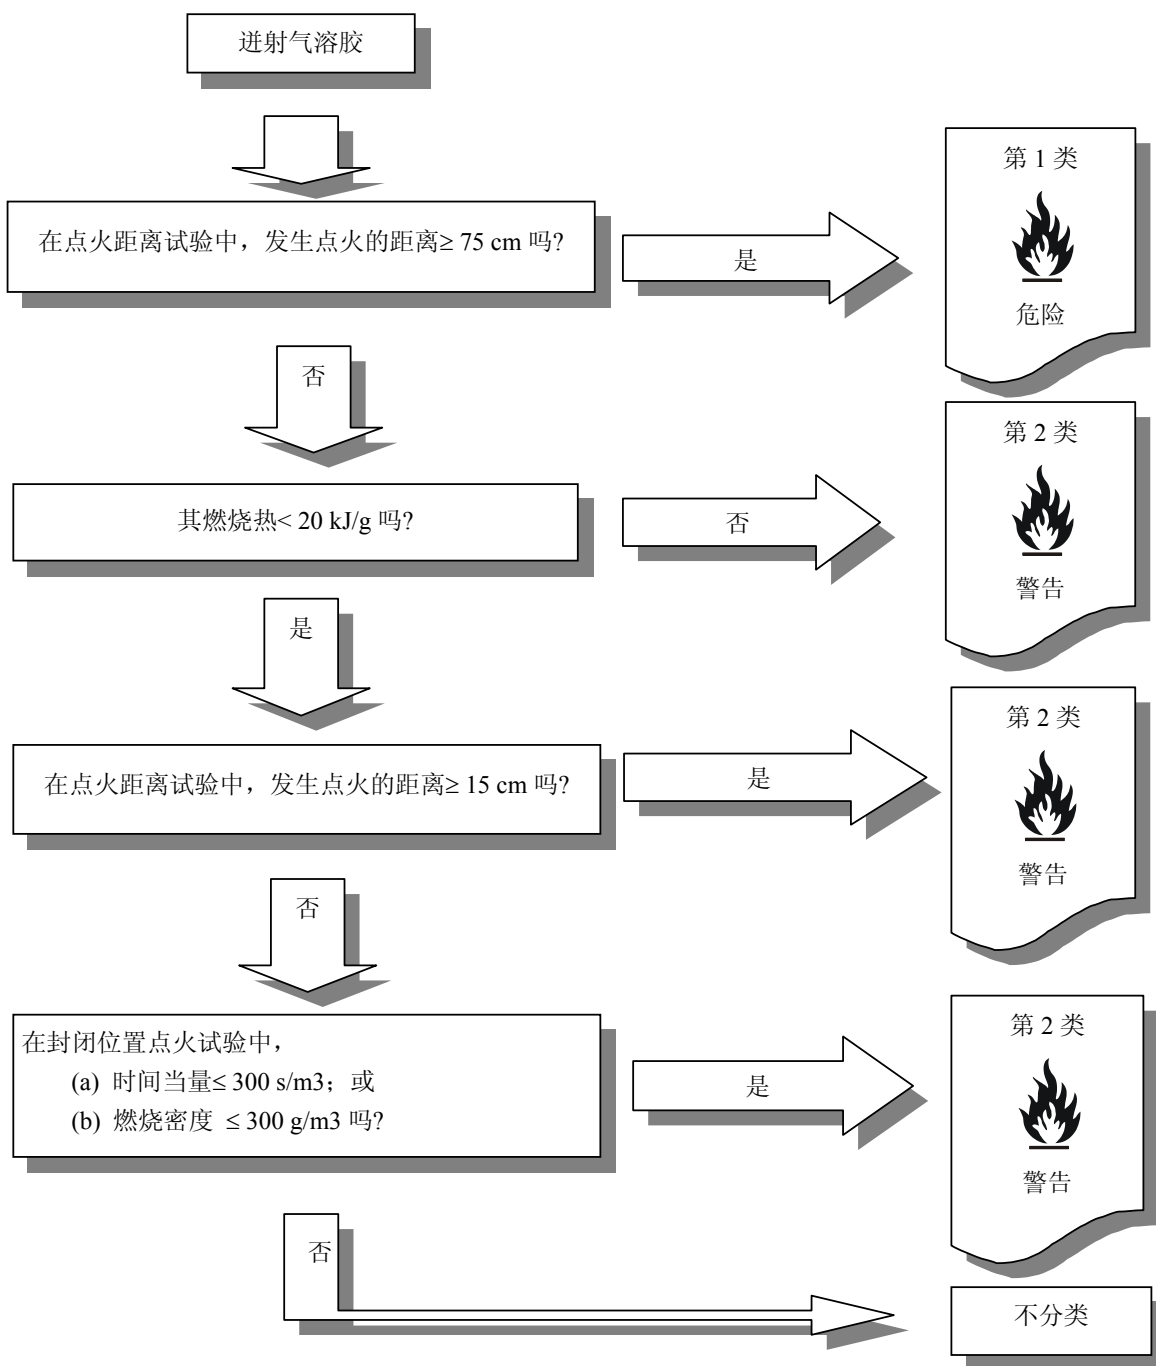 迸射气溶胶
第 1 类
在点火距离试验中，发生点火的距离≥ 75 cm 吗?
是
危险
否
第 2 类
其燃烧热< 20 kJ/g 吗?
否
警告
是
第 2 类
在点火距离试验中，发生点火的距离≥ 15 cm 吗?
是
警告
否
第 2 类
在封闭位置点火试验中，
(a) 时间当量≤ 300 s/m3；或
(b) 燃烧密度 ≤ 300 g/m3 吗?
是
警告
否
不分类